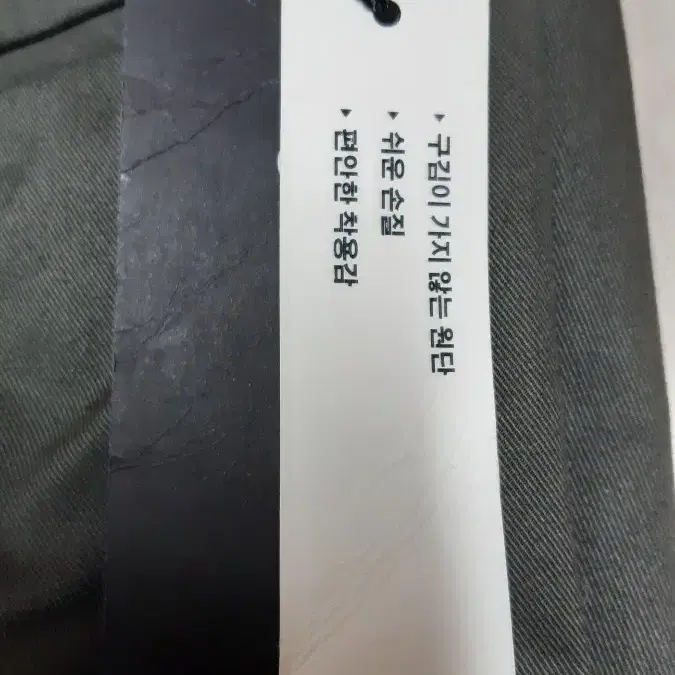 ▸ 구김이 가지 않는 원단
▸ 쉬운 손질
▸ 편안한 착용감